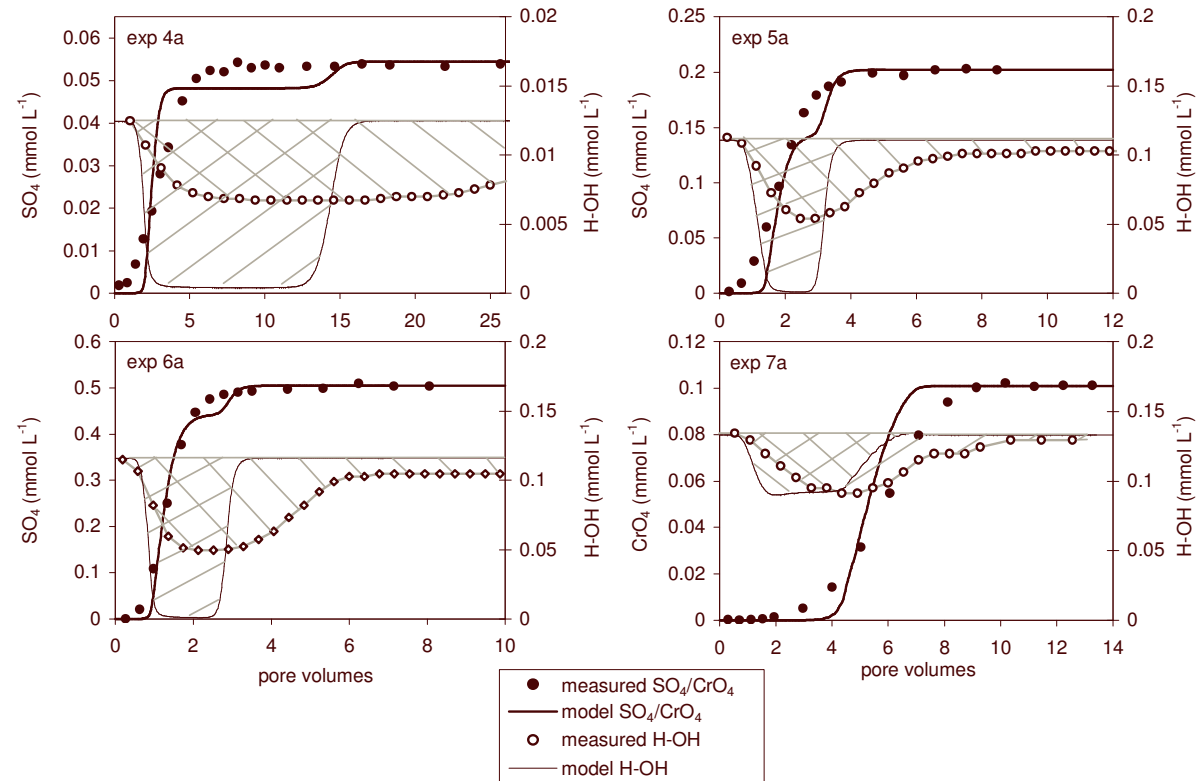 exp 4a
SO₄ (mmol L⁻¹)
0.06
0.05
0.04
0.03
0.02
0.01
0
0.02
0.015
0.01
0.005
0
H-OH (mmol L⁻¹)
0 5 10 15 20 25
exp 5a
SO₄ (mmol L⁻¹)
0.25
0.2
0.15
0.1
0.05
0
0.2
0.15
0.1
0.05
0
H-OH (mmol L⁻¹)
0 2 4 6 8 10 12
exp 6a
SO₄ (mmol L⁻¹)
0.6
0.5
0.4
0.3
0.2
0.1
0
0.2
0.15
0.1
0.05
0
H-OH (mmol L⁻¹)
0 2 4 6 8 10
pore volumes
exp 7a
CrO₄ (mmol L⁻¹)
0.12
0.1
0.08
0.06
0.04
0.02
0
0.2
0.15
0.1
0.05
0
H-OH (mmol L⁻¹)
0 2 4 6 8 10 12 14
pore volumes
measured SO₄/CrO₄
model SO₄/CrO₄
measured H-OH
model H-OH